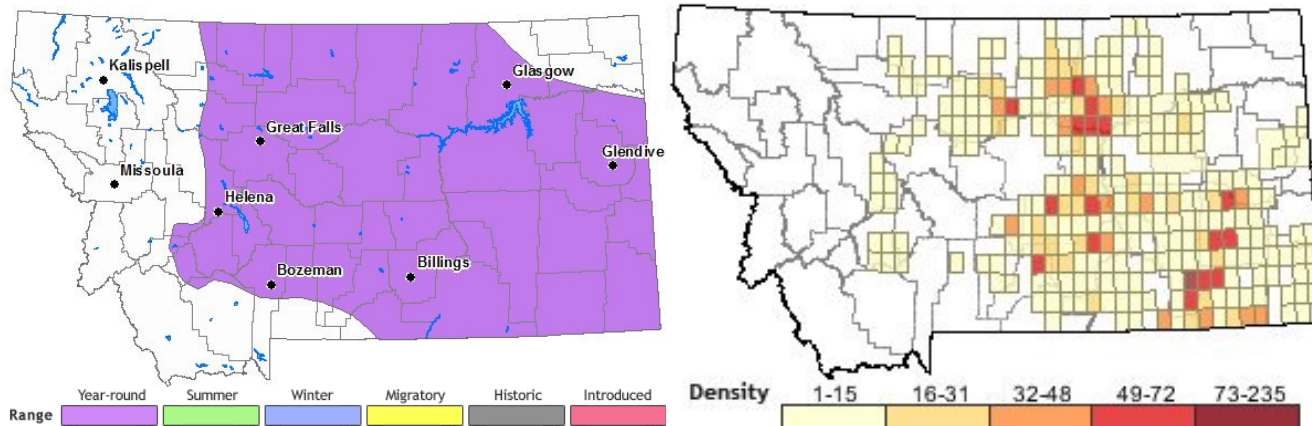 Kalispell
Glasgow
Great Falls
Glendive
Missoula
Helena
Bozeman
Billings
Year-round Summer Winter Migratory Historic Introduced
Range
Density 1-15 16-31 32-48 49-72 73-235